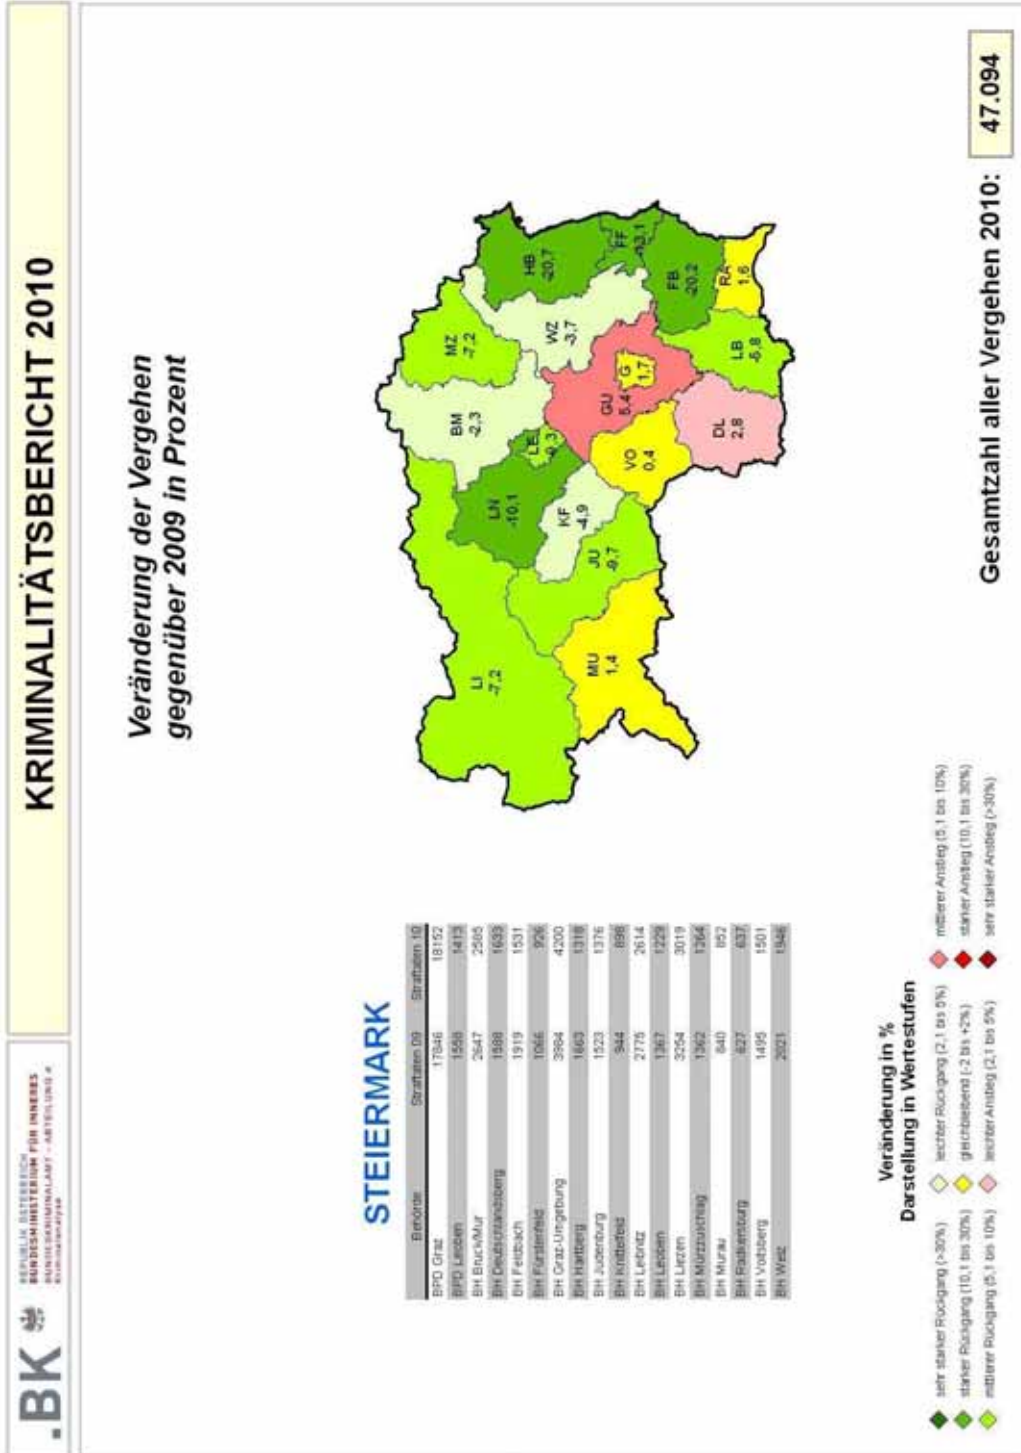 .BK
REPUBLIK ÖSTERREICH
BUNDESMINISTERIUM FÜR INNERES
BUNDESKRIMINALAMT - ABTEILUNG 4
Kriminalanalyse
KRIMINALITÄTSBERICHT 2010
Veränderung der Vergehen
gegenüber 2009 in Prozent
STEIERMARK
Behörde Straftaten 09 Straftaten 10
BPD Graz 17846 18152
BPD Leoben 1558 1413
BH Bruck/Mur 2647 2585
BH Deutschlandsberg 1588 1633
BH Feldbach 1919 1531
BH Fürstenfeld 1066 926
BH Graz-Umgebung 3984 4200
BH Hartberg 1663 1318
BH Judenburg 1523 1376
BH Knittelfeld 944 898
BH Leibnitz 2775 2614
BH Leoben 1367 1229
BH Liezen 3254 3019
BH Mürzzuschlag 1362 1264
BH Murau 840 852
BH Radkersburg 627 637
BH Voitsberg 1495 1501
BH Weiz 2021 1946
LI
-7,2
BM
-2,3
MZ
-7,2
HB
-20,7
LN
-10,1
LE
-9,3
WZ
-3,7
FF
-13,1
KF
-4,9
JU
-9,7
GU
5,4
G
1,7
FB
-20,2
MU
1,4
VO
0,4
DL
2,8
LB
-5,8
RA
1,6
Veränderung in %
Darstellung in Wertestufen
sehr starker Rückgang (>30%)
starker Rückgang (10,1 bis 30%)
mittlerer Rückgang (5,1 bis 10%)
leichter Rückgang (2,1 bis 5%)
gleichbleibend (-2 bis +2%)
leichter Anstieg (2,1 bis 5%)
mittlerer Anstieg (5,1 bis 10%)
starker Anstieg (10,1 bis 30%)
sehr starker Anstieg (>30%)
Gesamtzahl aller Vergehen 2010: 47.094